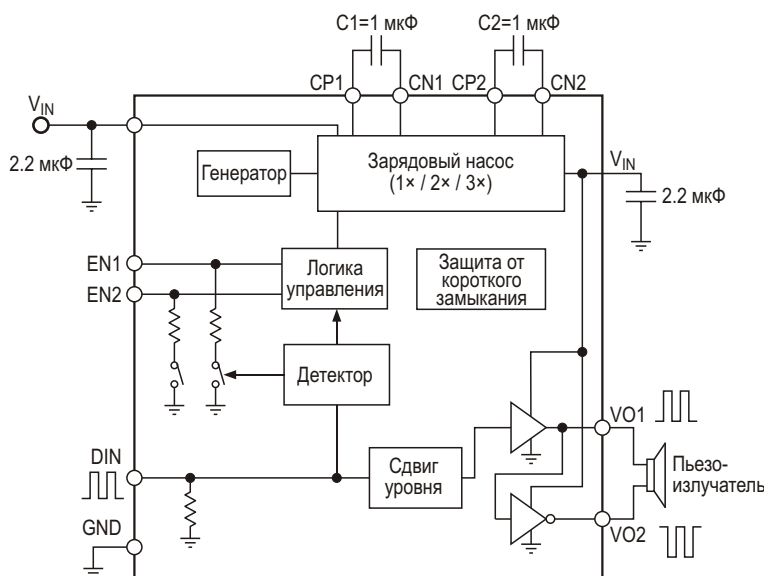 C1=1 мкФ
C2=1 мкФ
CP1
CN1
CP2
CN2
VIN
2.2 мкФ
Генератор
Зарядовый насос
(1× / 2× / 3×)
VIN
2.2 мкФ
EN1
EN2
Логика
управления
Защита от
короткого
замыкания
Детектор
DIN
Сдвиг
уровня
VO1
Пьезо-
излучатель
VO2
GND